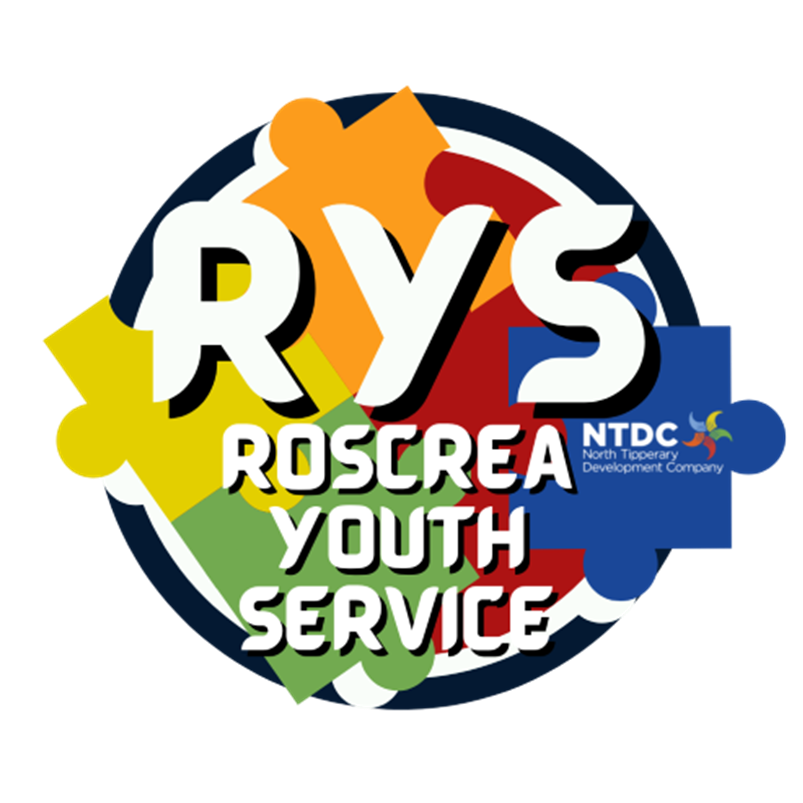 RYS
ROSCREA
YOUTH
SERVICE
NTDC
North Tipperary
Development Company